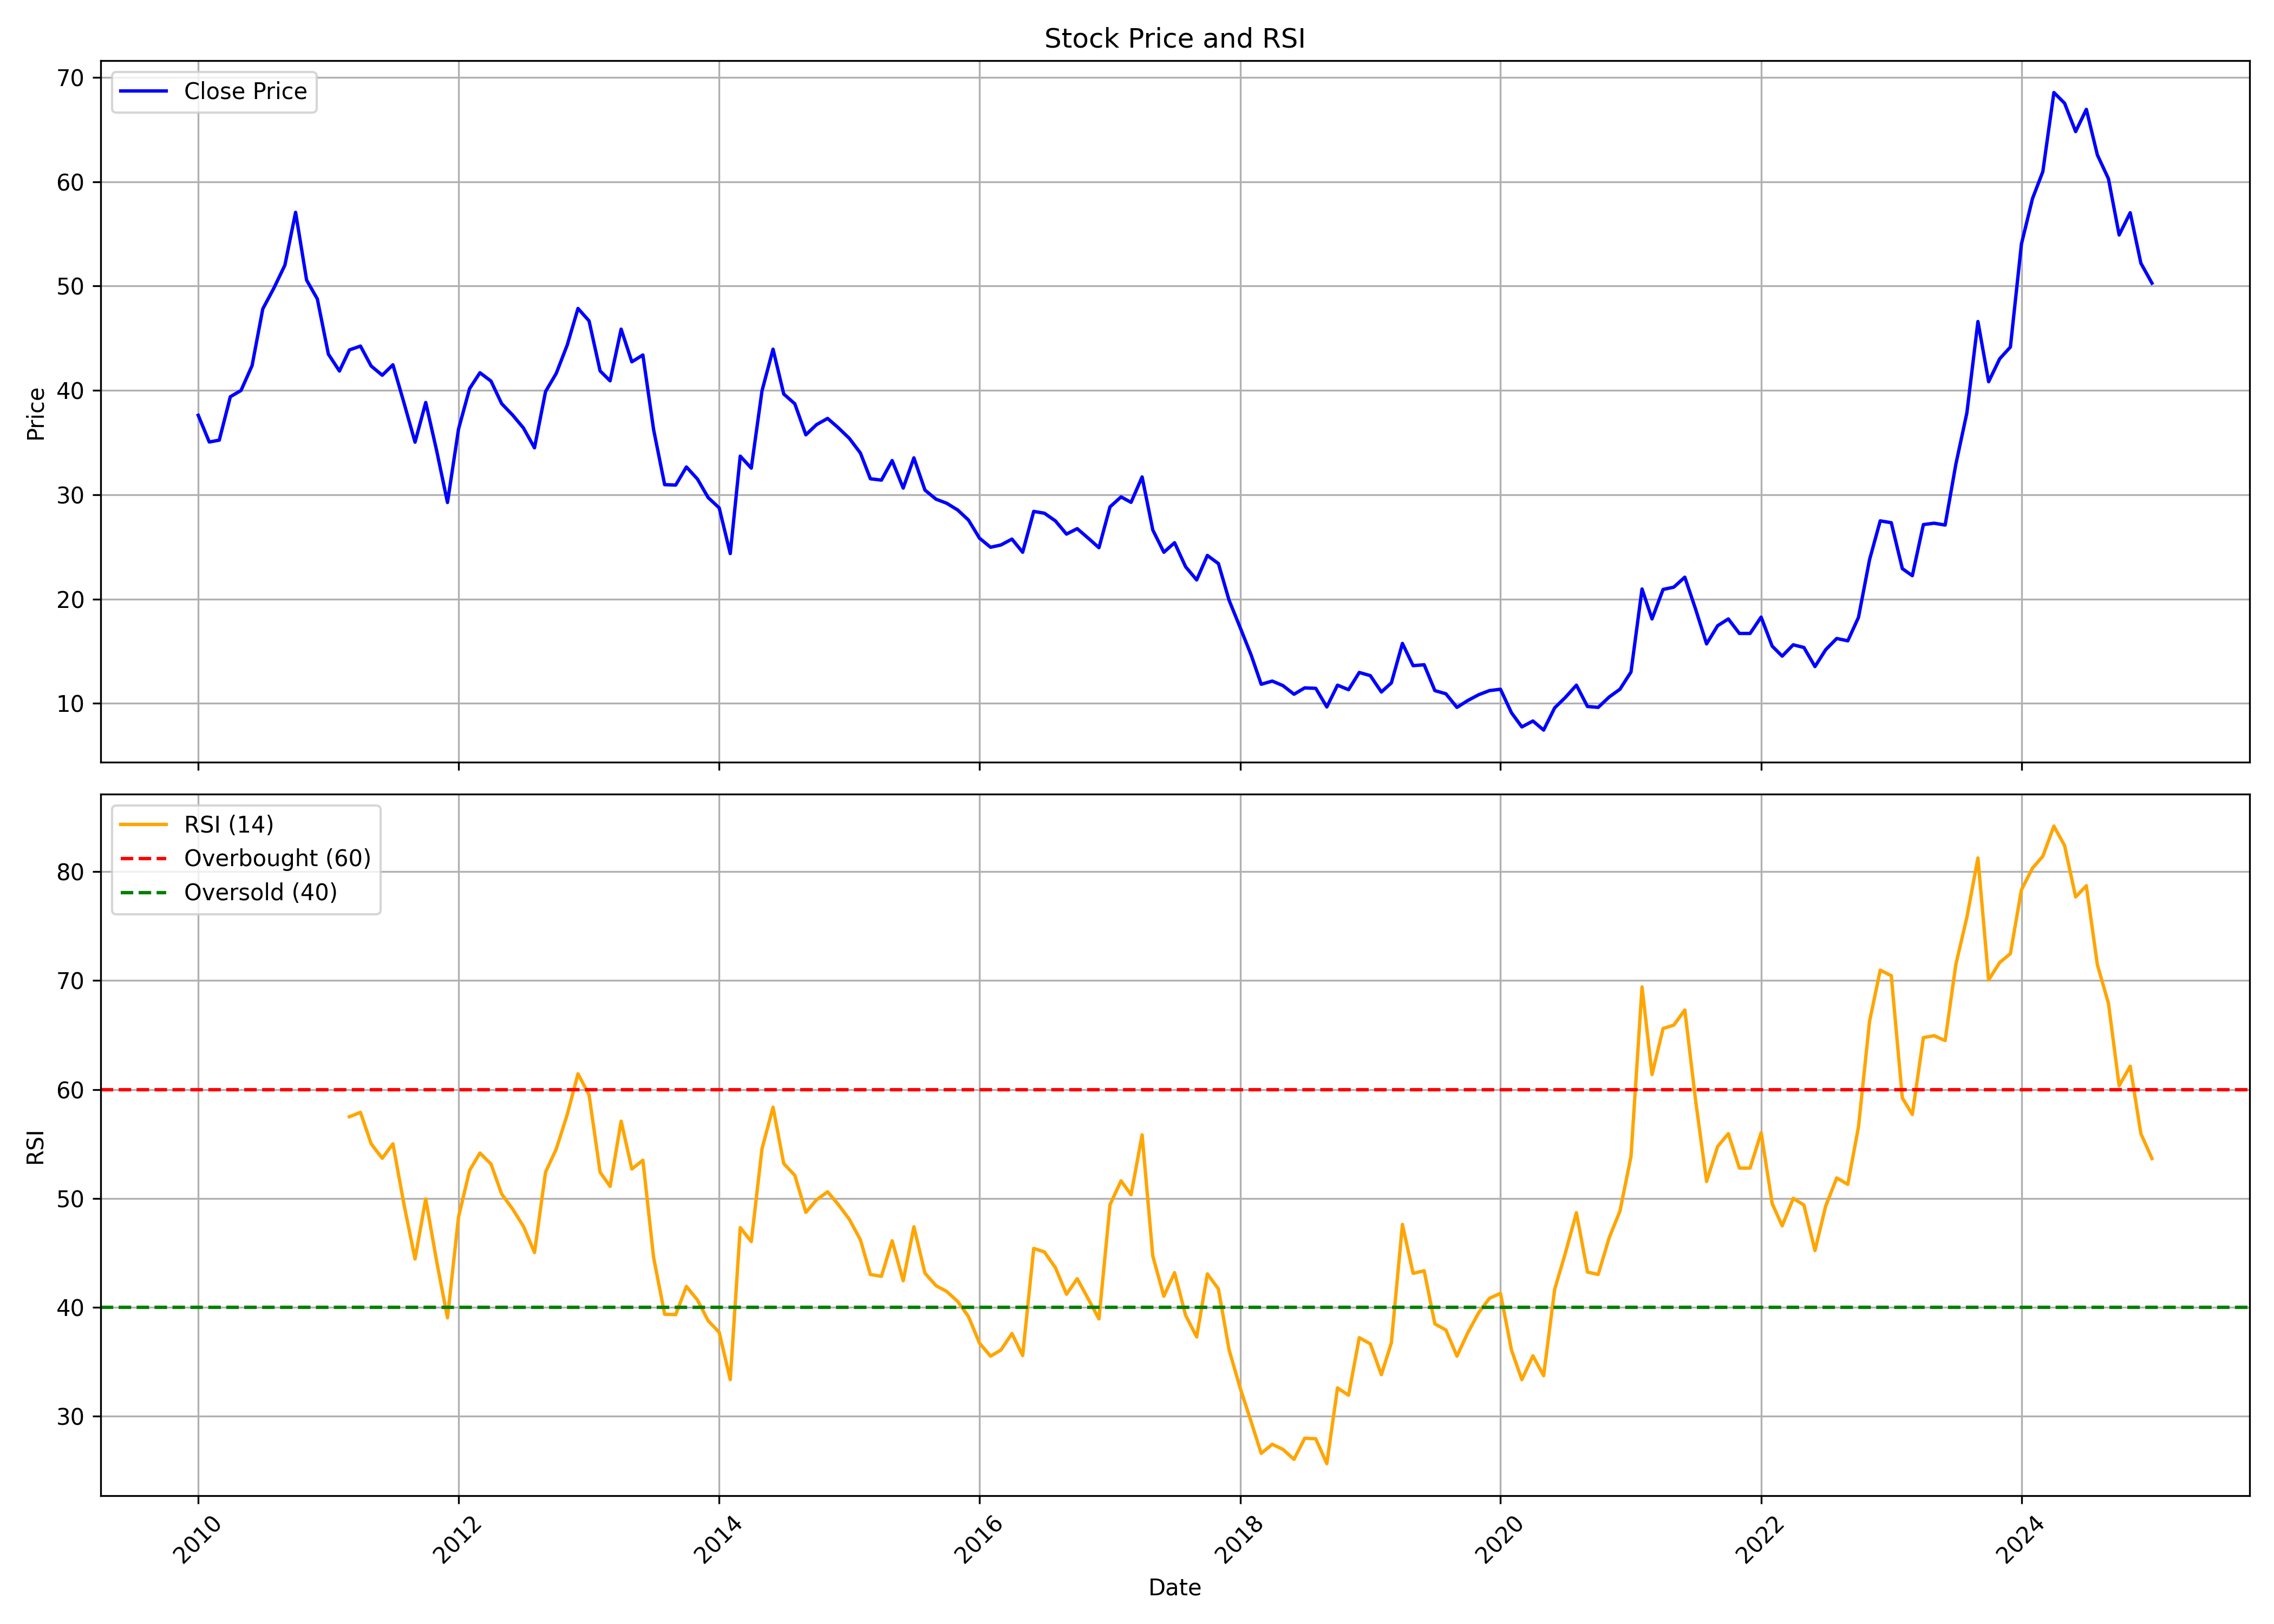 Stock Price and RSI
Close Price
70
60
50
40
30
20
10
Price
RSI (14)
Overbought (60)
Oversold (40)
80
70
60
50
40
30
RSI
2010
2012
2014
2016
2018
2020
2022
2024
Date